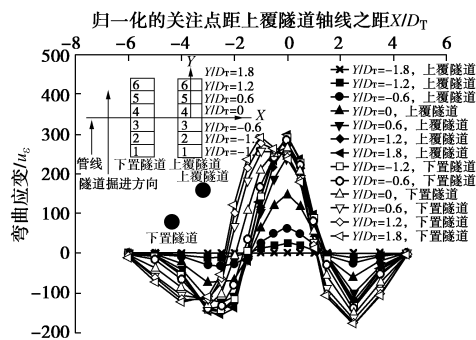 归一化的关注点距上覆隧道轴线之距X/DT
−8 −6 −4 −2 0 2 4 6
500
400
300
200
100
0
−100
−200
弯曲应变/με
Y
X
6
5
4
3
2
1
6
5
4
3
2
1
Y/DT=1.8
Y/DT=1.2
Y/DT=0.6
Y/DT=0
Y/DT=−0.6
Y/DT=−1.2
管线
下置隧道
上覆隧道
隧道掘进方向
上覆隧道
下置隧道
Y/DT=−1.8，上覆隧道
Y/DT=−1.2，上覆隧道
Y/DT=−0.6，上覆隧道
Y/DT=0，上覆隧道
Y/DT=0.6，上覆隧道
Y/DT=1.2，上覆隧道
Y/DT=1.8，上覆隧道
Y/DT=−1.2，下置隧道
Y/DT=−0.6，下置隧道
Y/DT=0，下置隧道
Y/DT=0.6，下置隧道
Y/DT=1.2，下置隧道
Y/DT=1.8，下置隧道